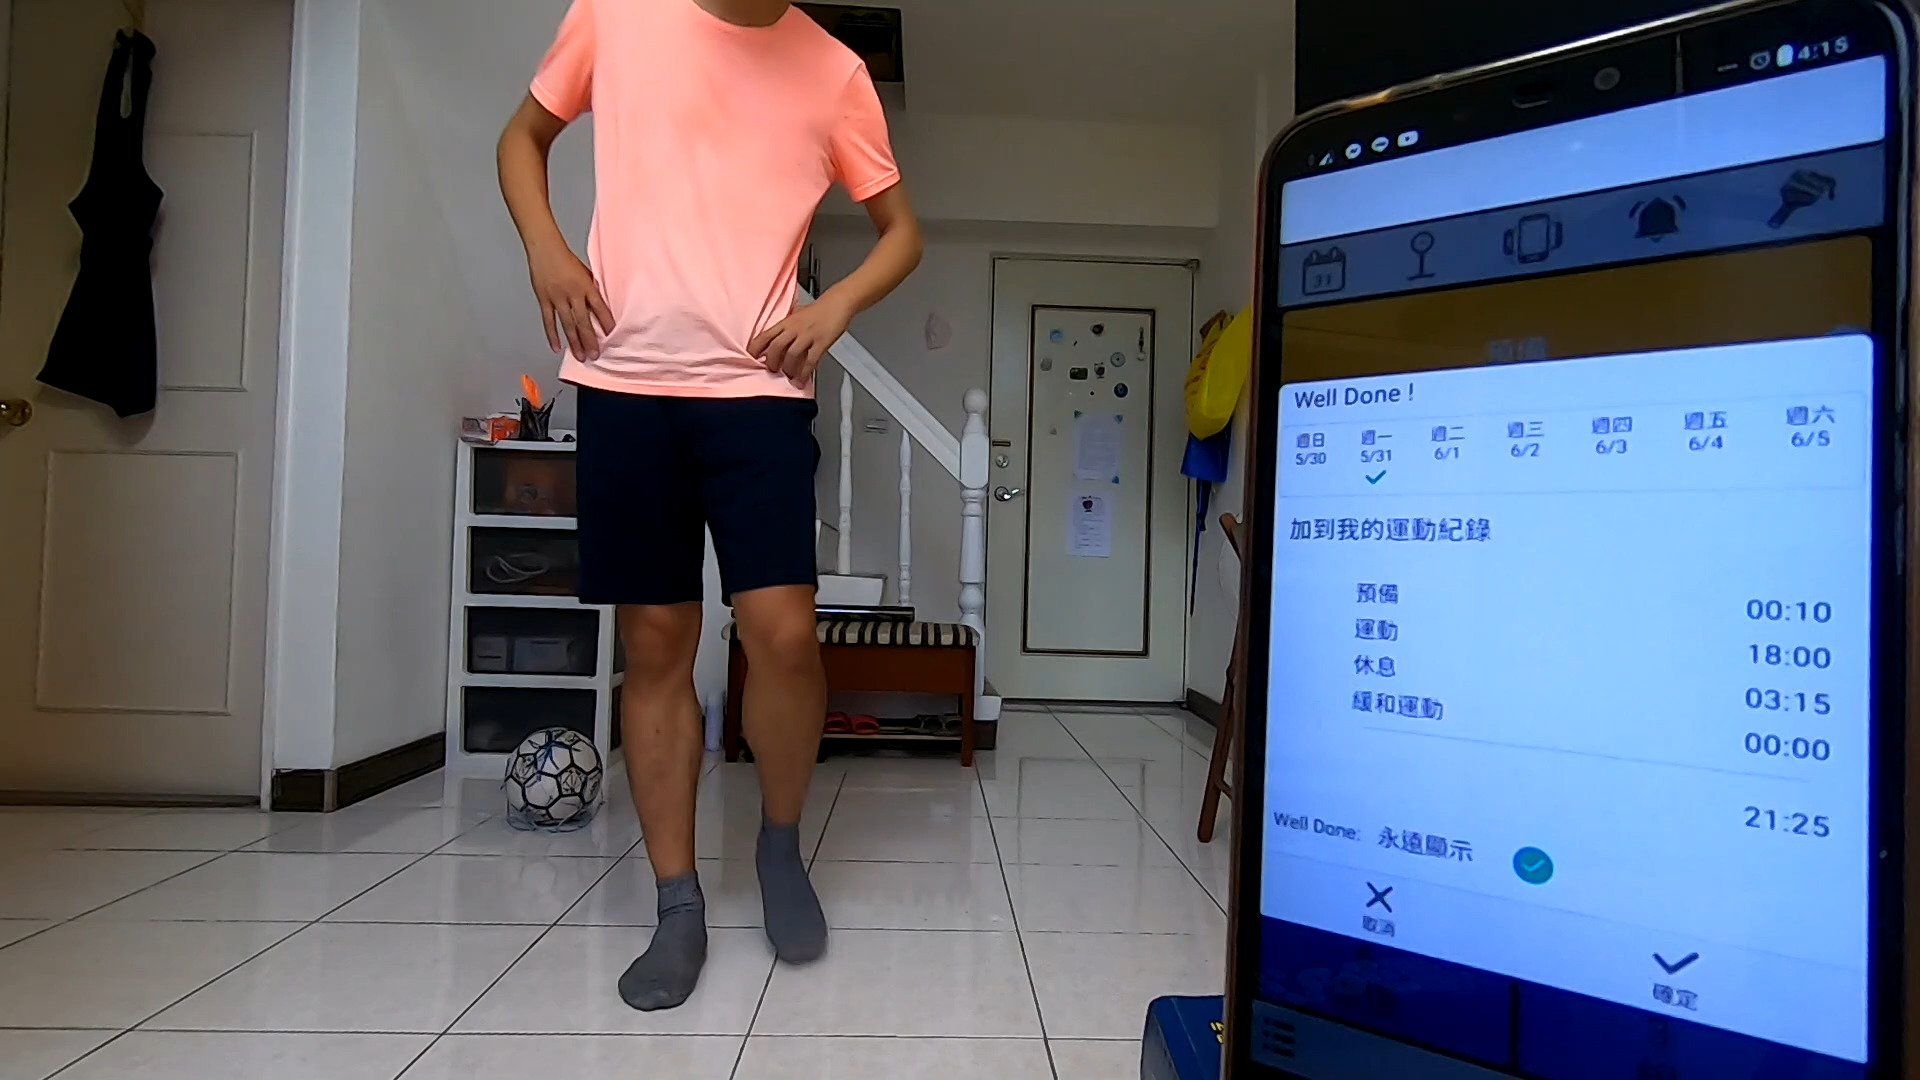 4:15
31
Well Done !
週日 週一 週二 週三 週四 週五 週六
5/30 5/31 6/1 6/2 6/3 6/4 6/5
加到我的運動紀錄
預備 00:10
運動 18:00
休息 03:15
緩和運動 00:00
21:25
Well Done: 永遠顯示
取消
確定